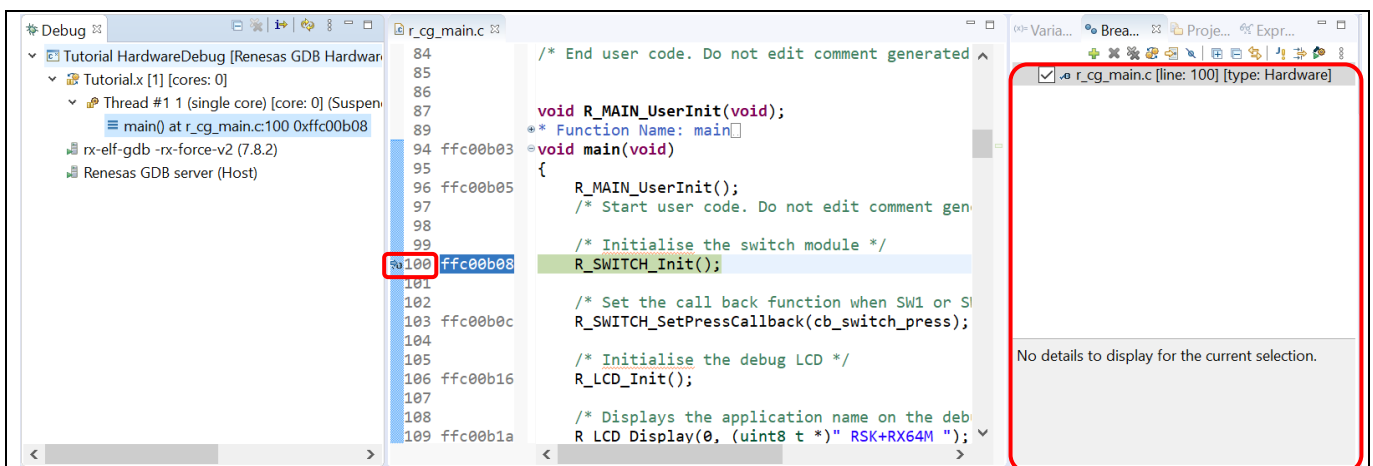 Debug
Tutorial HardwareDebug [Renesas GDB Hardwar
Tutorial.x [1] [cores: 0]
Thread #1 1 (single core) [core: 0] (Suspen
main() at r_cg_main.c:100 0xffc00b08
rx-elf-gdb -rx-force-v2 (7.8.2)
Renesas GDB server (Host)
r_cg_main.c
84 /* End user code. Do not edit comment generated
85
86
87 void R_MAIN_UserInit(void);
89 * Function Name: main
94 ffc00b03 void main(void)
95 {
96 ffc00b05 R_MAIN_UserInit();
97 /* Start user code. Do not edit comment gen
98
99 /* Initialise the switch module */
100 ffc00b08 R_SWITCH_Init();
101
102 /* Set the call back function when SW1 or S
103 ffc00b0c R_SWITCH_SetPressCallback(cb_switch_press);
104
105 /* Initialise the debug LCD */
106 ffc00b16 R_LCD_Init();
107
108 /* Displays the application name on the deb
109 ffc00b1a R_LCD_Display(0, (uint8_t *)" RSK+RX64M ");
(x)= Varia... Brea... Proje... Expr...
r_cg_main.c [line: 100] [type: Hardware]
No details to display for the current selection.